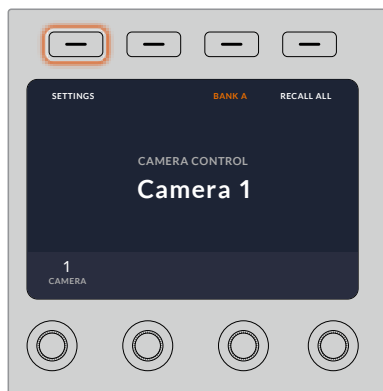 SETTINGS BANK A RECALL ALL
CAMERA CONTROL
Camera 1
1
CAMERA